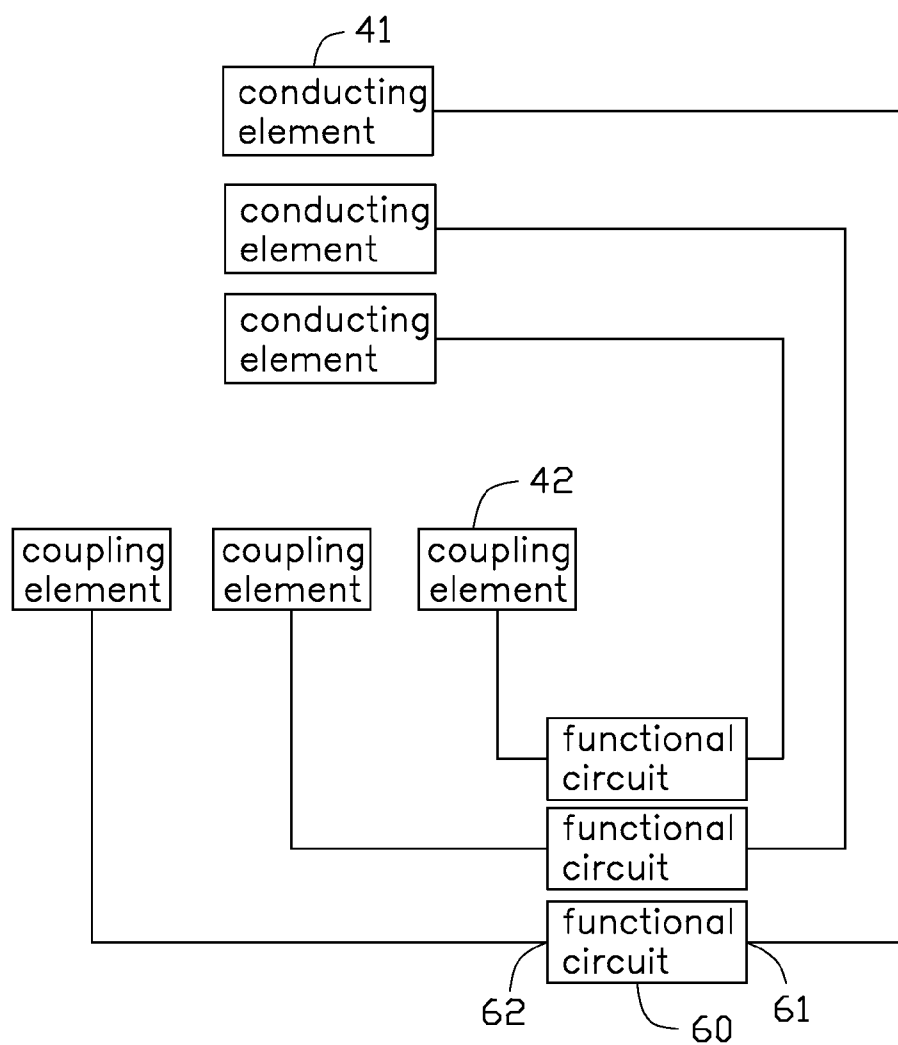 41
conducting
element
conducting
element
conducting
element
42
coupling
element
coupling
element
coupling
element
functional
circuit
functional
circuit
functional
circuit
62
60
61